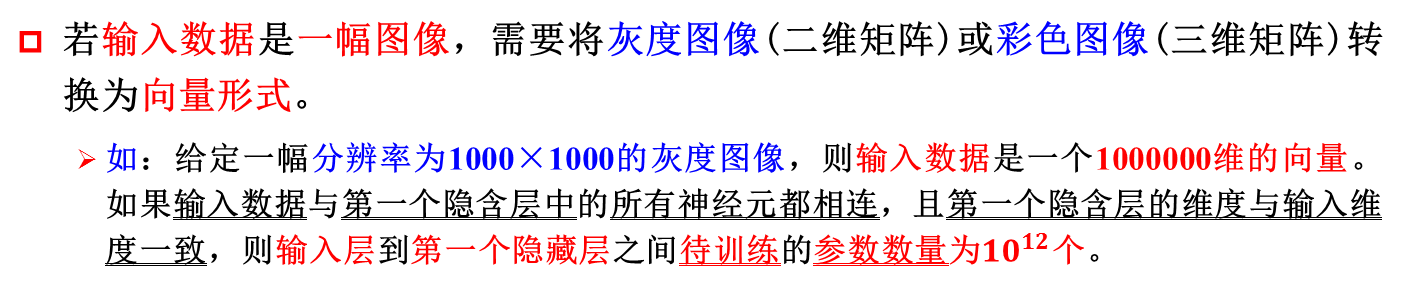 若输入数据是一幅图像，需要将灰度图像(二维矩阵)或彩色图像(三维矩阵)转
换为向量形式。
如：给定一幅分辨率为1000×1000的灰度图像，则输入数据是一个1000000维的向量。
如果输入数据与第一个隐含层中的所有神经元都相连，且第一个隐含层的维度与输入维
度一致，则输入层到第一个隐藏层之间待训练的参数数量为10¹²个。